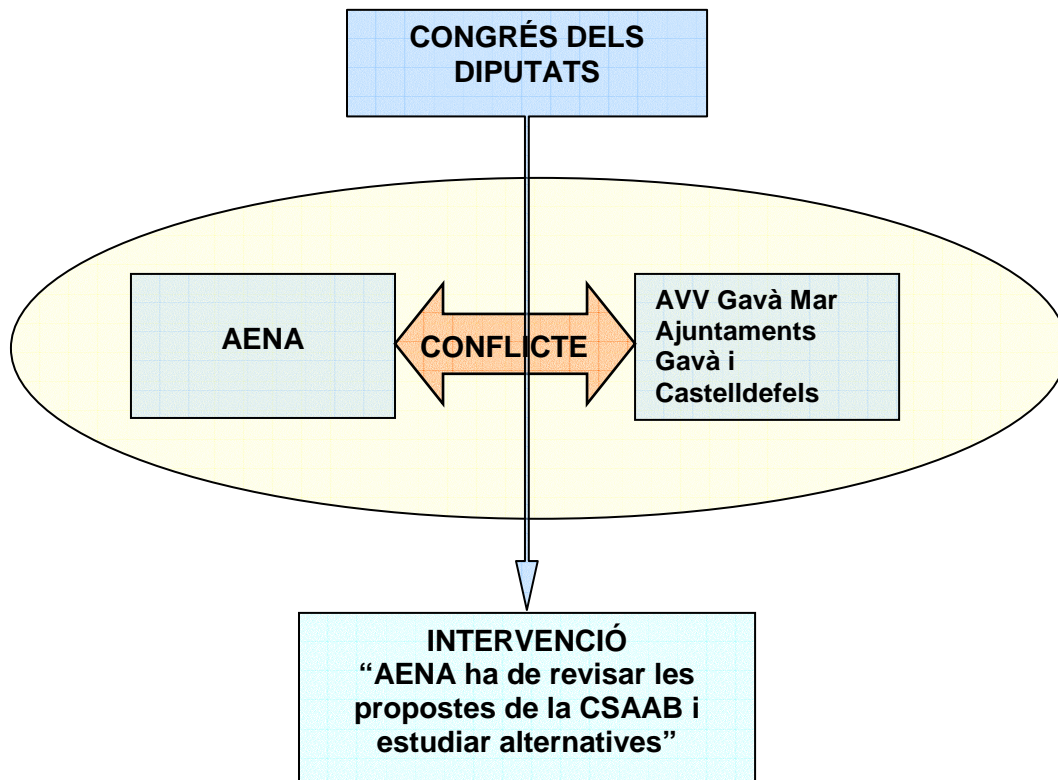 CONGRÉS DELS
DIPUTATS
AENA
CONFLICTE
AVV Gavà Mar
Ajuntaments
Gavà i
Castelldefels
INTERVENCIÓ
“AENA ha de revisar les
propostes de la CSAAB i
estudiar alternatives”